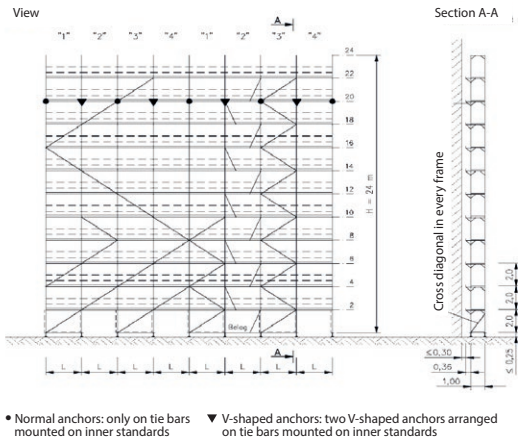 View
Section A-A
A
"1" "2" "3" "4" "1" "2" "3" "4"
24
22
20
18
16
14
12
10
8
6
4
2
H = 24 m
Cross diagonal in every frame
2,0
2,0
2,0
≤ 0,25
Belag
A
L L L L L L L L
≤0,30
0,36
1,00
• Normal anchors: only on tie bars
mounted on inner standards
▼ V-shaped anchors: two V-shaped anchors arranged
on tie bars mounted on inner standards